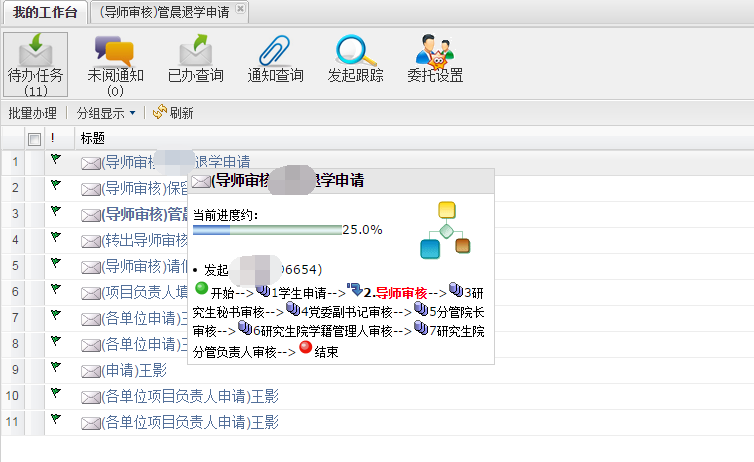 我的工作台 (导师审核)管晨退学申请
待办任务 未阅通知 已办查询 通知查询 发起跟踪 委托设置
(11) (0)
批量办理 分组显示 刷新
! 标题
1 (导师审核 退学申请
2 (导师审核)保留
3 (导师审核)管晨
4 (转出导师审核
5 (导师审核)请
6 (项目负责人填
7 (各单位申请)王
8 (各单位申请)王
9 (申请)王影
10 (各单位项目负责人申请)王影
11 (各单位项目负责人申请)王影
(导师审核 退学申请
当前进度约:
25.0%
• 发起 06654)
开始--> 1学生申请--> 2.导师审核--> 3研
究生秘书审核--> 4党委副书记审核--> 5分管院长
审核--> 6研究生院学籍管理人审核--> 7研究生院
分管负责人审核--> 结束